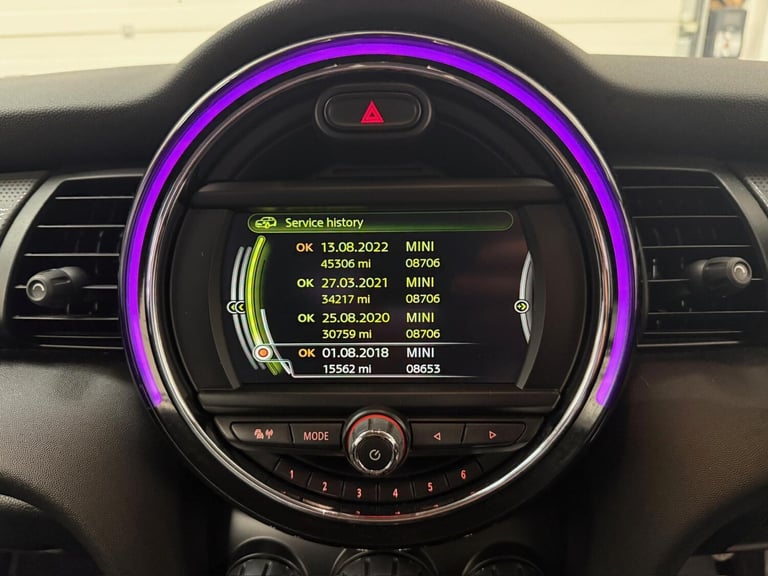 Service history
OK 13.08.2022 MINI
45306 mi 08706
OK 27.03.2021 MINI
34217 mi 08706
OK 25.08.2020 MINI
30759 mi 08706
OK 01.08.2018 MINI
15562 mi 08653
MODE
1 2 3 4 5 6